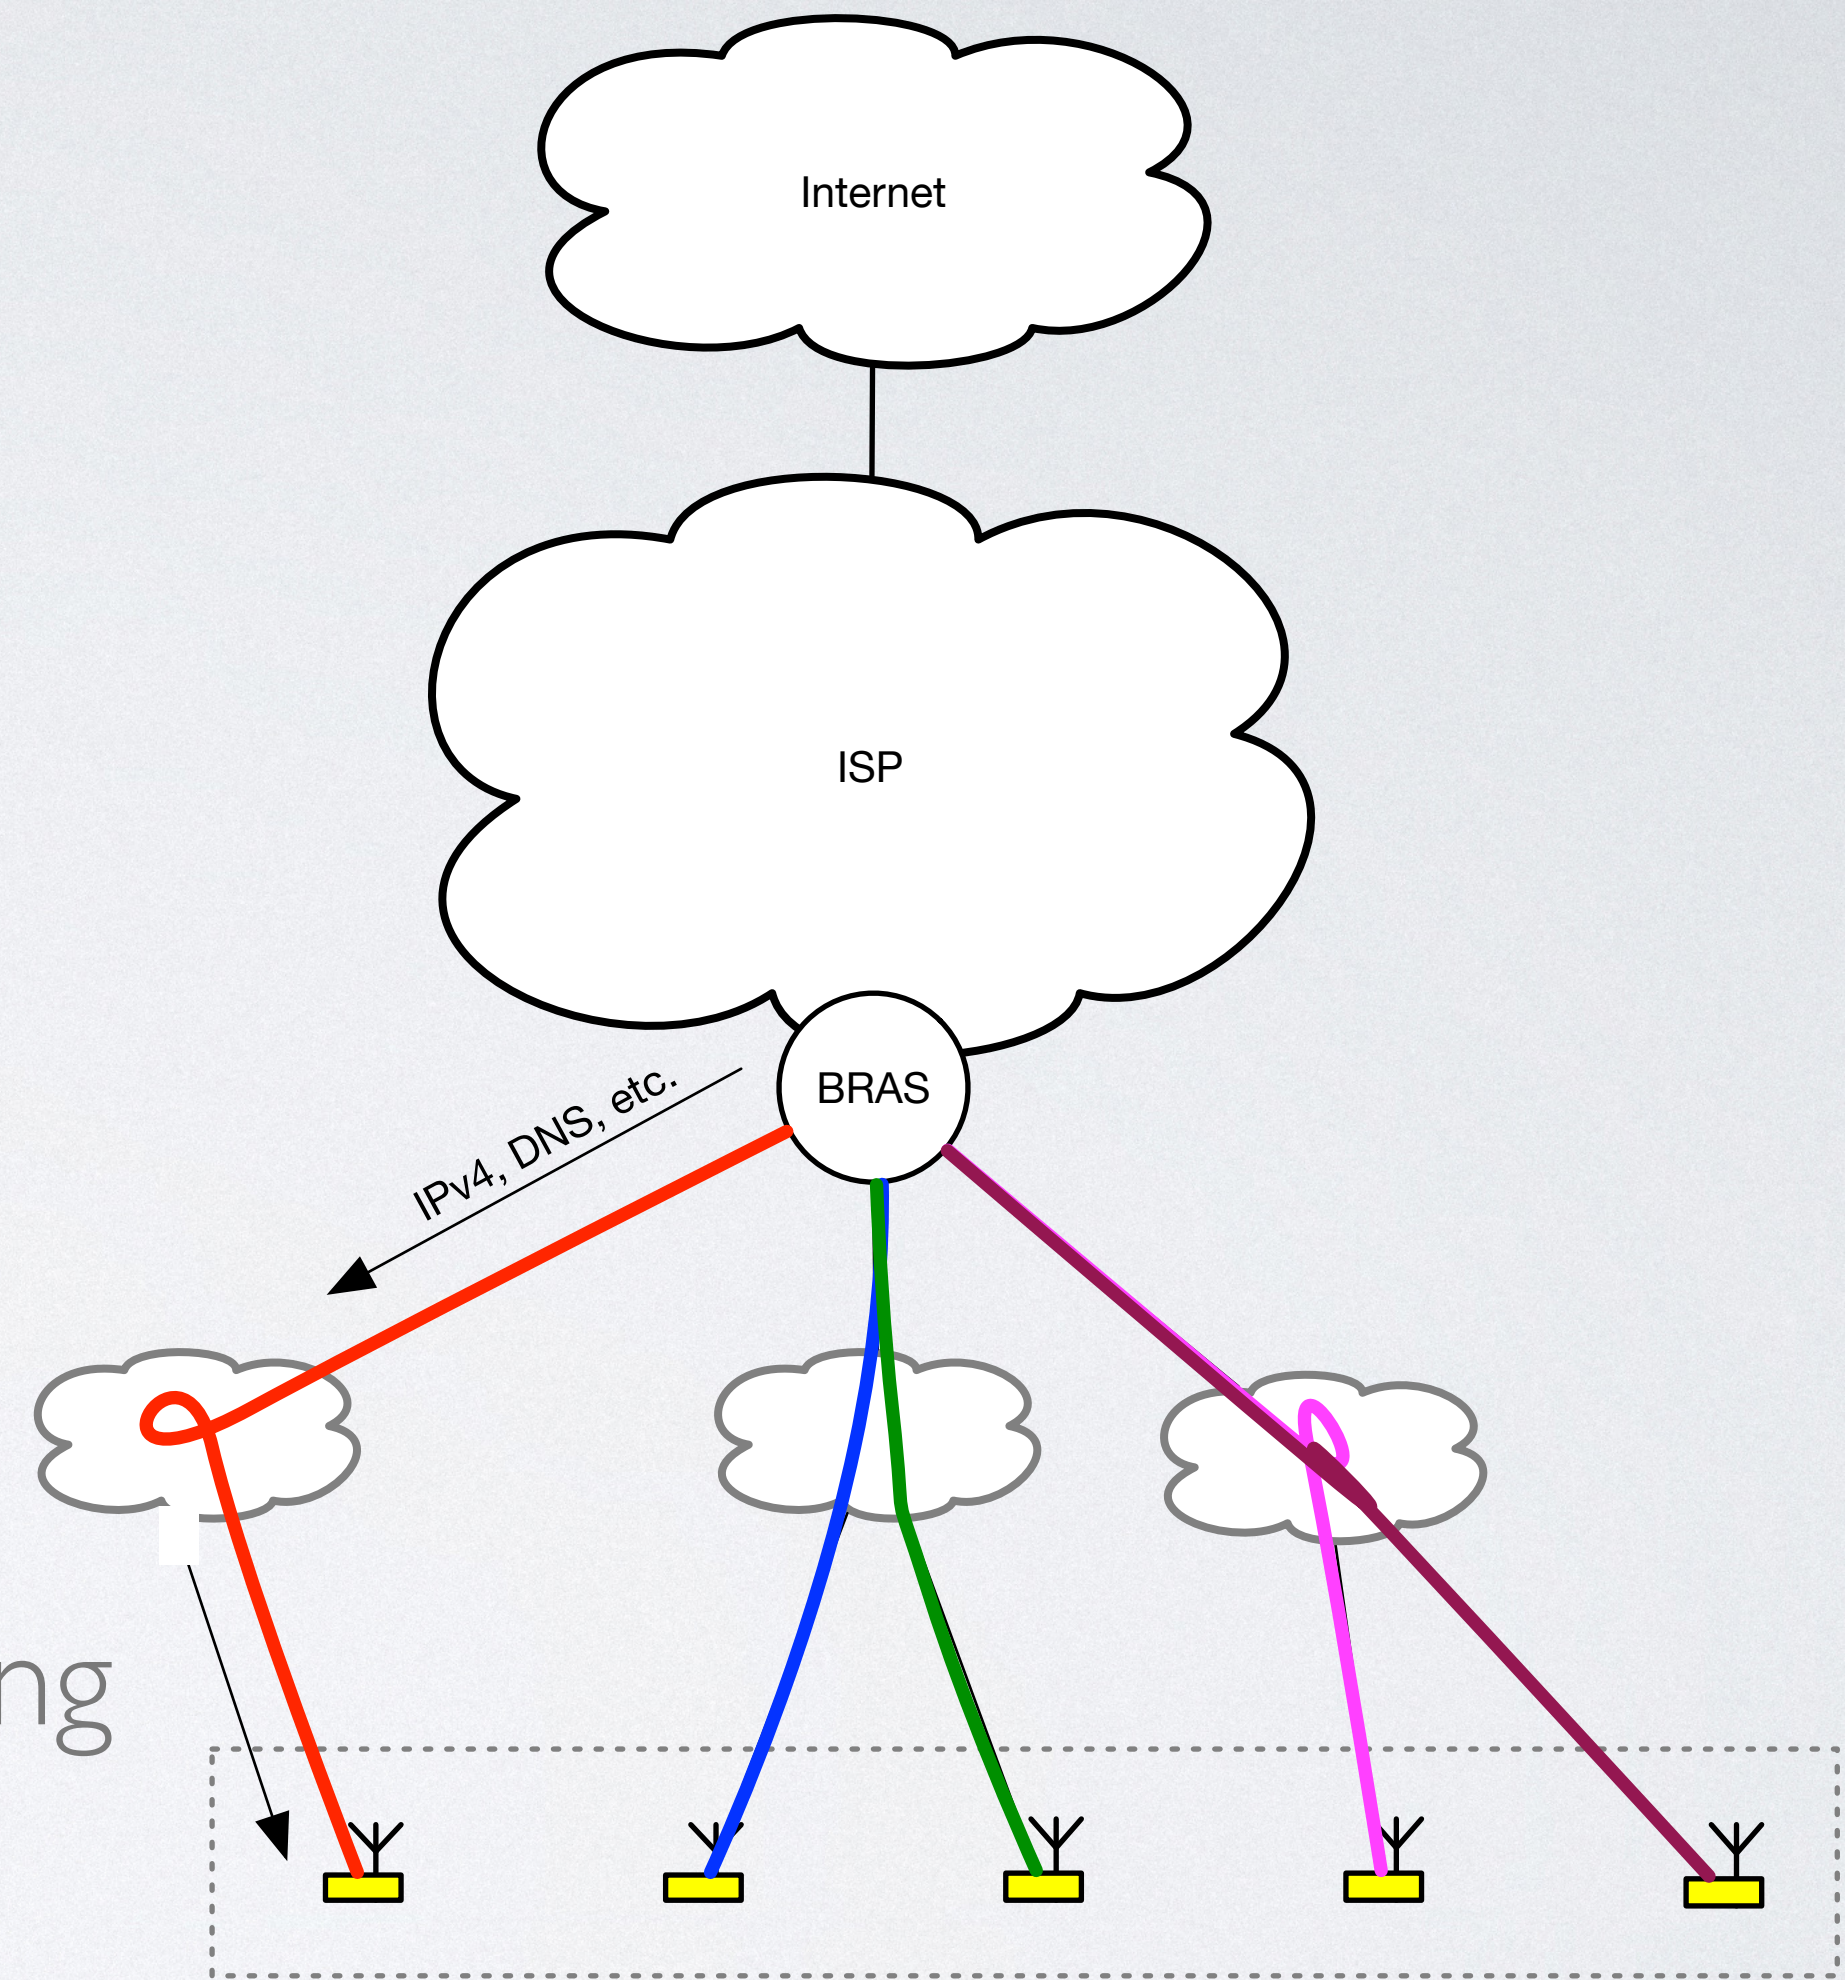 Internet
ISP
BRAS
IPv4, DNS, etc.
ng